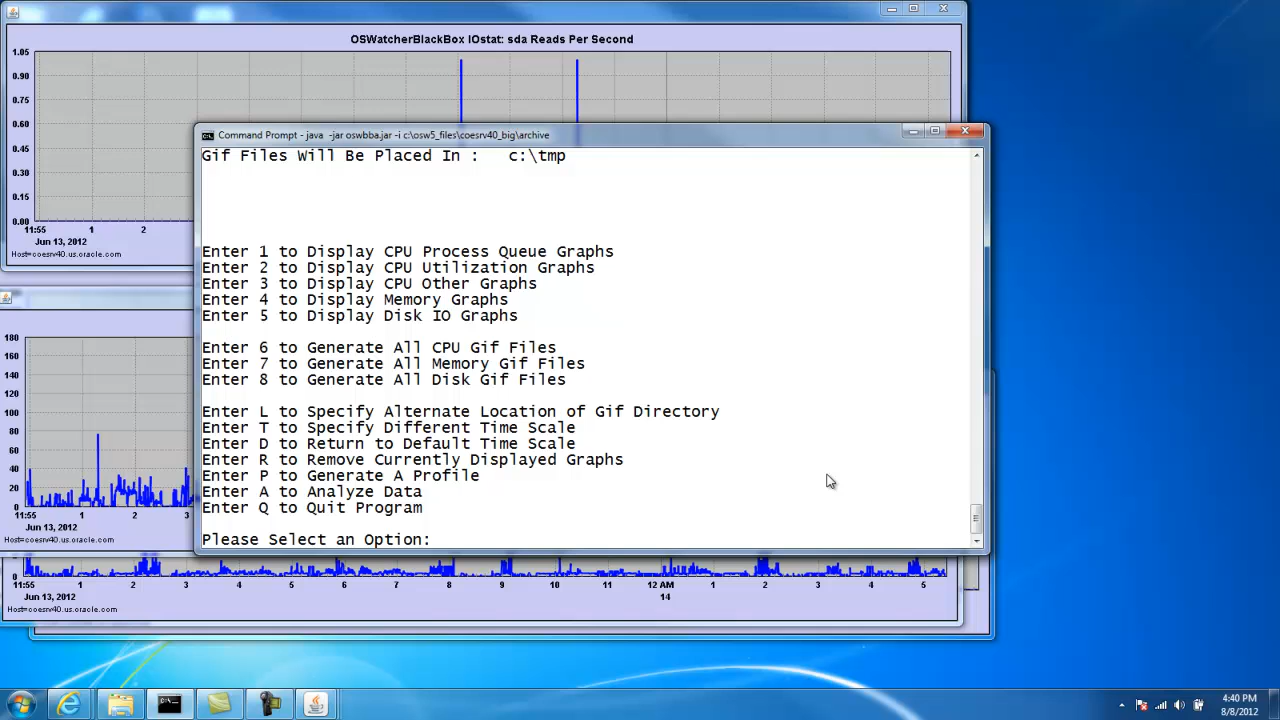 OSWatcherBlackBox IOstat: sda Reads Per Second
1.05
0.90
0.75
0.60
0.45
0.30
0.15
0.00
11:55 1 2
Jun 13, 2012
Host=coesrv40.us.oracle.com
Command Prompt - java -jar oswbba.jar -i c:\osw5_files\coesrv40_big\archive
Gif Files Will Be Placed In : c:\tmp
Enter 1 to Display CPU Process Queue Graphs
Enter 2 to Display CPU Utilization Graphs
Enter 3 to Display CPU Other Graphs
Enter 4 to Display Memory Graphs
Enter 5 to Display Disk IO Graphs
Enter 6 to Generate All CPU Gif Files
Enter 7 to Generate All Memory Gif Files
Enter 8 to Generate All Disk Gif Files
Enter L to Specify Alternate Location of Gif Directory
Enter T to Specify Different Time Scale
Enter D to Return to Default Time Scale
Enter R to Remove Currently Displayed Graphs
Enter P to Generate A Profile
Enter A to Analyze Data
Enter Q to Quit Program
Please Select an Option:
180
160
140
120
100
80
60
40
20
0
11:55 1 2 3
Jun 13, 2012
Host=coesrv40.us.oracle.com
0
11:55 1 2 3 4 5 6 7 8 9 10 11 12 AM 1 2 3 4 5
Jun 13, 2012 14
Host=coesrv40.us.oracle.com
4:40 PM
8/8/2012